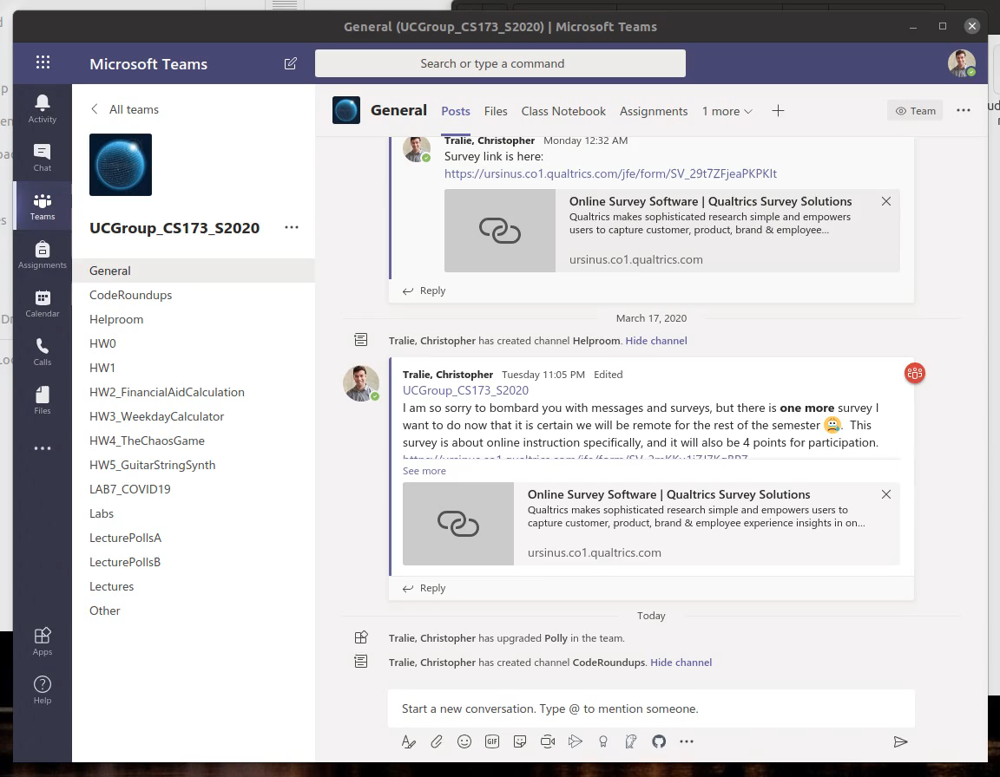 General (UCGroup_CS173_S2020) | Microsoft Teams
Microsoft Teams
Search or type a command
Activity
Chat
Teams
Assignments
Calendar
Calls
Files
Apps
Help
All teams
UCGroup_CS173_S2020
General
CodeRoundups
Helproom
HW0
HW1
HW2_FinancialAidCalculation
HW3_WeekdayCalculator
HW4_TheChaosGame
HW5_GuitarStringSynth
LAB7_COVID19
Labs
LecturePollsA
LecturePollsB
Lectures
Other
General Posts Files Class Notebook Assignments 1 more Team
Tralie, Christopher Monday 12:32 AM
Survey link is here:
https://ursinus.co1.qualtrics.com/jfe/form/SV_29t7ZFjeaPKPKIt
Online Survey Software | Qualtrics Survey Solutions
Qualtrics makes sophisticated research simple and empowers
users to capture customer, product, brand & employee...
ursinus.co1.qualtrics.com
Reply
March 17, 2020
Tralie, Christopher has created channel Helproom. Hide channel
Tralie, Christopher Tuesday 11:05 PM Edited
UCGroup_CS173_S2020
I am so sorry to bombard you with messages and surveys, but there is one more survey I
want to do now that it is certain we will be remote for the rest of the semester 😢. This
survey is about online instruction specifically, and it will also be 4 points for participation.
See more
Online Survey Software | Qualtrics Survey Solutions
Qualtrics makes sophisticated research simple and empowers users to
capture customer, product, brand & employee experience insights in on...
ursinus.co1.qualtrics.com
Reply
Today
Tralie, Christopher has upgraded Polly in the team.
Tralie, Christopher has created channel CodeRoundups. Hide channel
Start a new conversation. Type @ to mention someone.
GIF